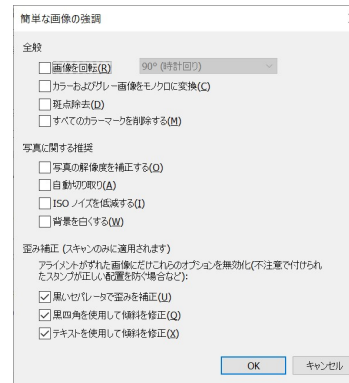 簡単な画像の強調
全般
画像を回転(R)
90° (時計回り)
カラーおよびグレー画像をモノクロに変換(C)
斑点除去(D)
すべてのカラーマークを削除する(M)
写真に関する推奨
写真の解像度を補正する(O)
自動切り取り(A)
ISO ノイズを低減する(I)
背景を白くする(W)
歪み補正 (スキャンのみに適用されます)
アライメントがずれた画像にだけこれらのオプションを無効化(不注意で付けられ
たスタンプが正しい配置を防ぐ場合など):
黒いセパレータで歪みを補正(U)
黒四角を使用して傾斜を修正(Q)
テキストを使用して傾斜を修正(X)
OK
キャンセル